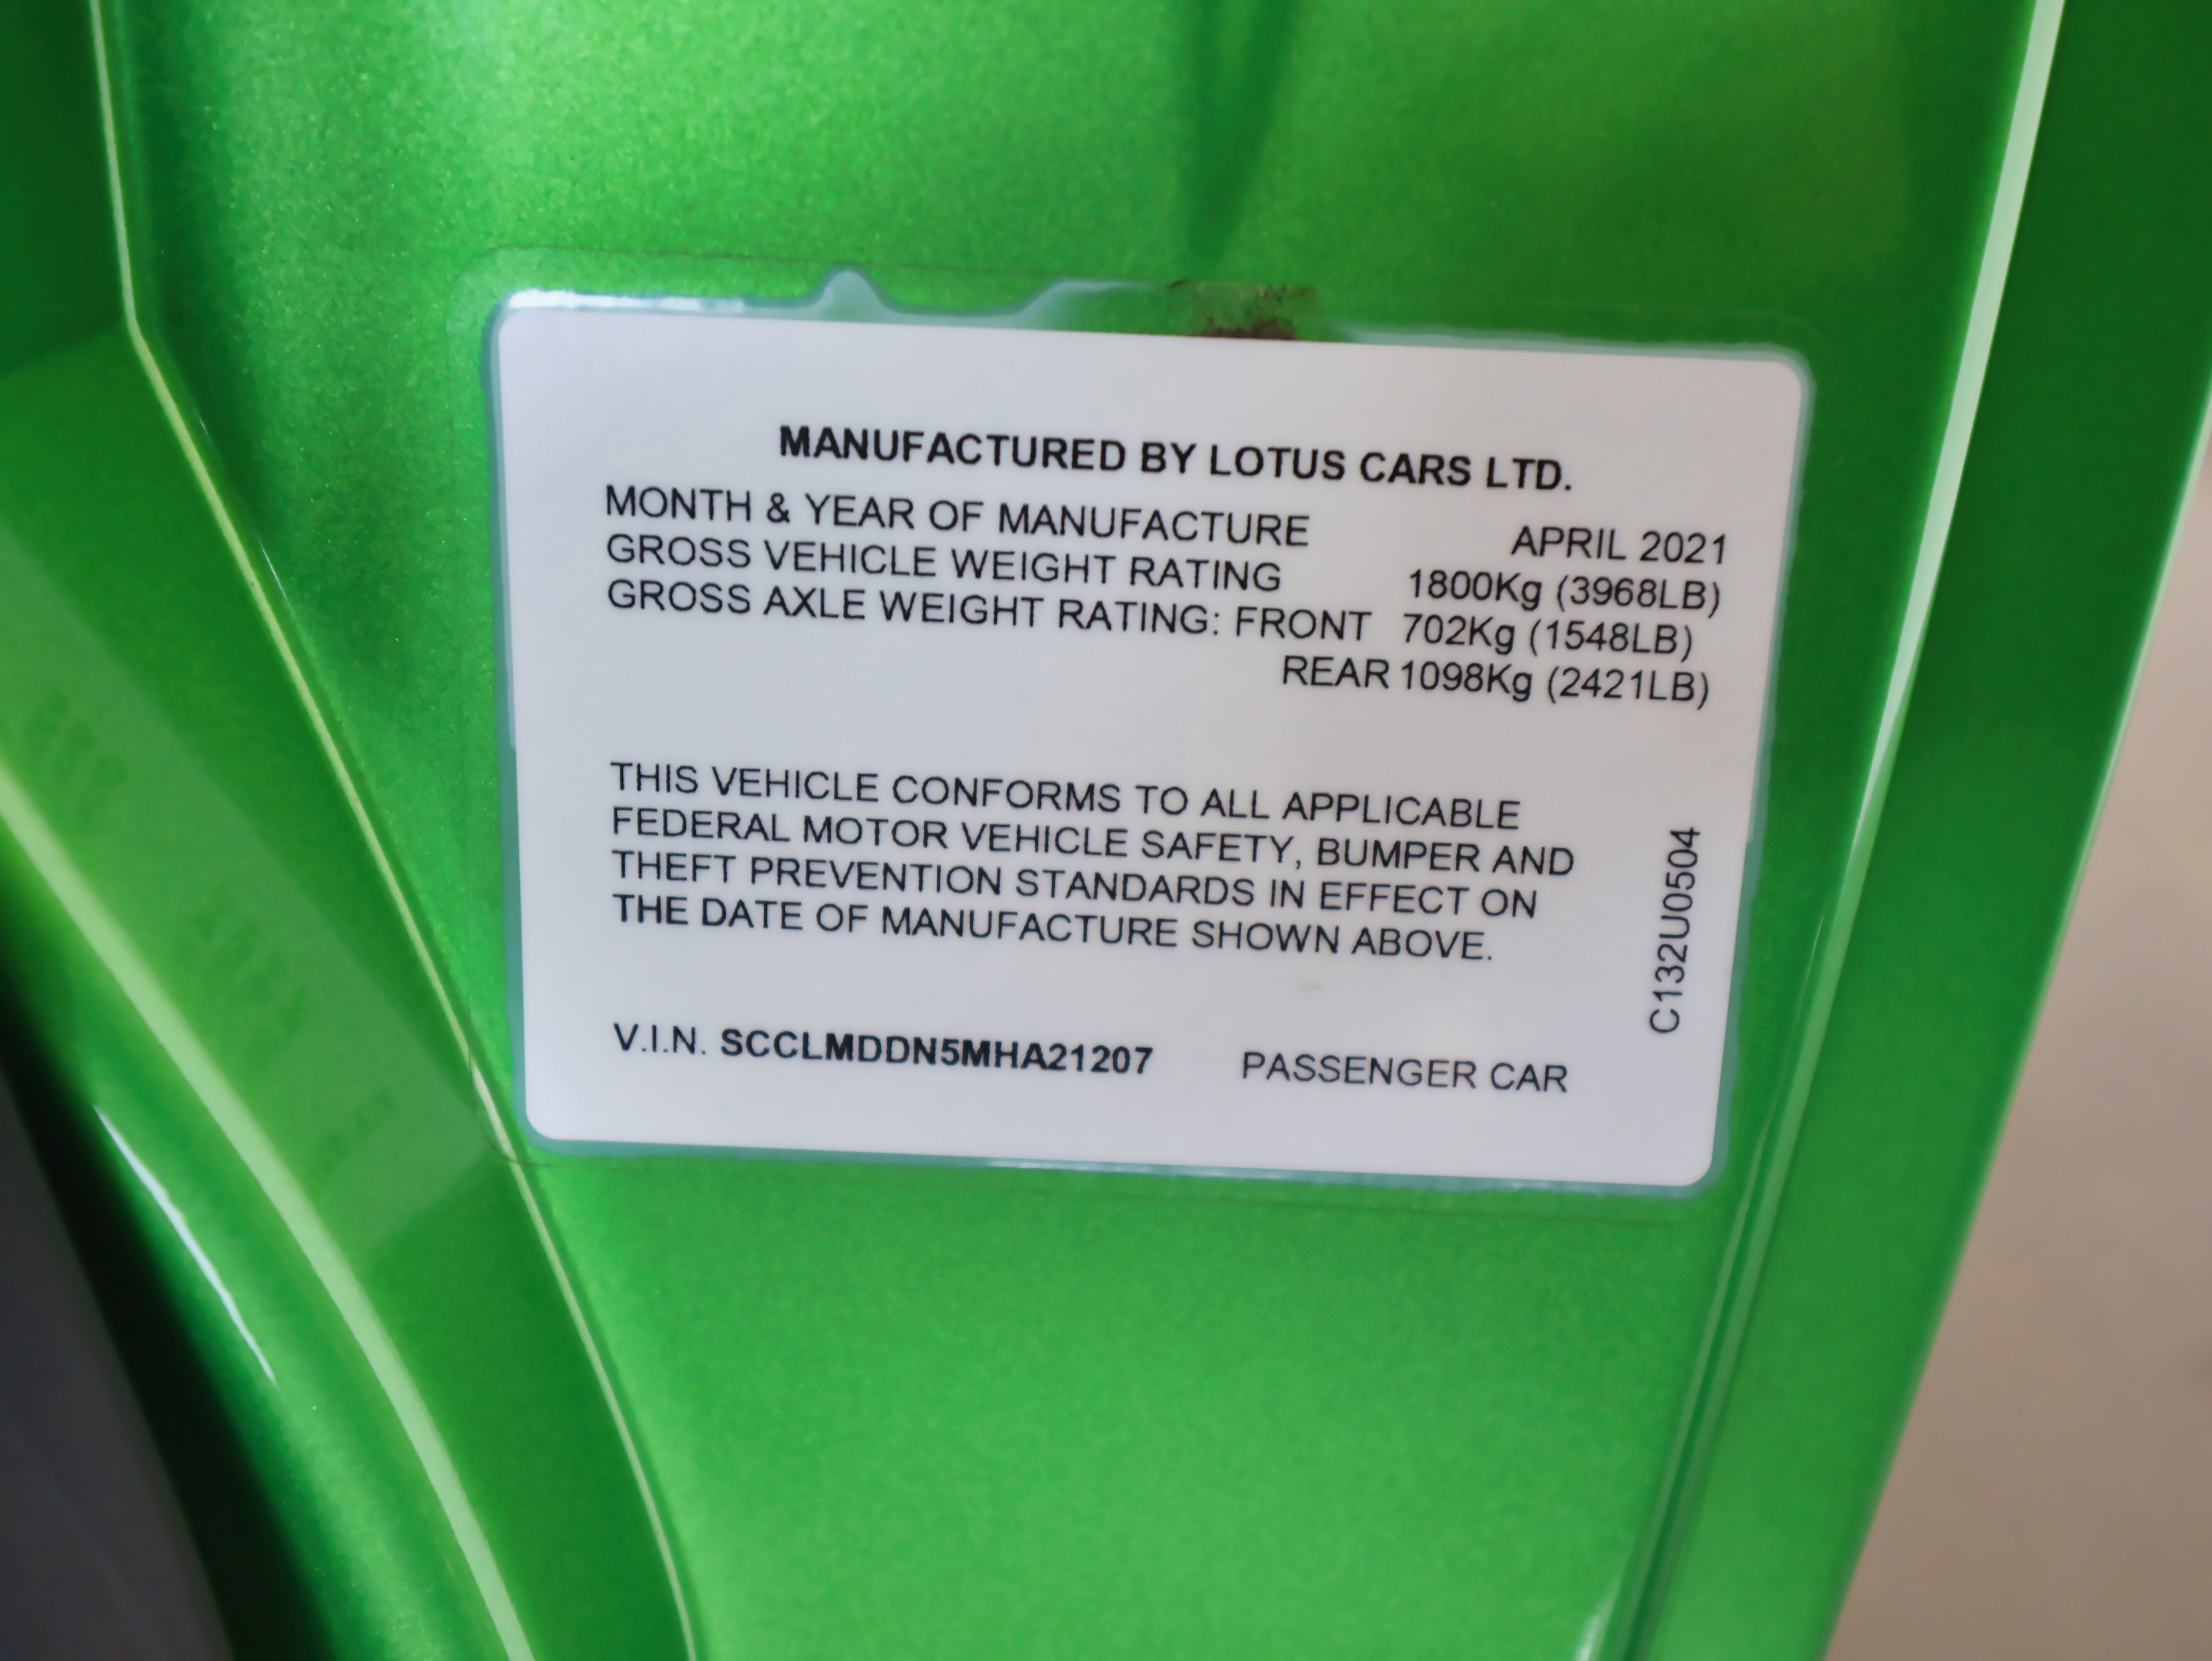 MANUFACTURED BY LOTUS CARS LTD.
MONTH & YEAR OF MANUFACTURE APRIL 2021
GROSS VEHICLE WEIGHT RATING 1800Kg (3968LB)
GROSS AXLE WEIGHT RATING: FRONT 702Kg (1548LB)
REAR 1098Kg (2421LB)
THIS VEHICLE CONFORMS TO ALL APPLICABLE
FEDERAL MOTOR VEHICLE SAFETY, BUMPER AND
THEFT PREVENTION STANDARDS IN EFFECT ON
THE DATE OF MANUFACTURE SHOWN ABOVE.
V.I.N. SCCLMDDN5MHA21207 PASSENGER CAR
C132U0504